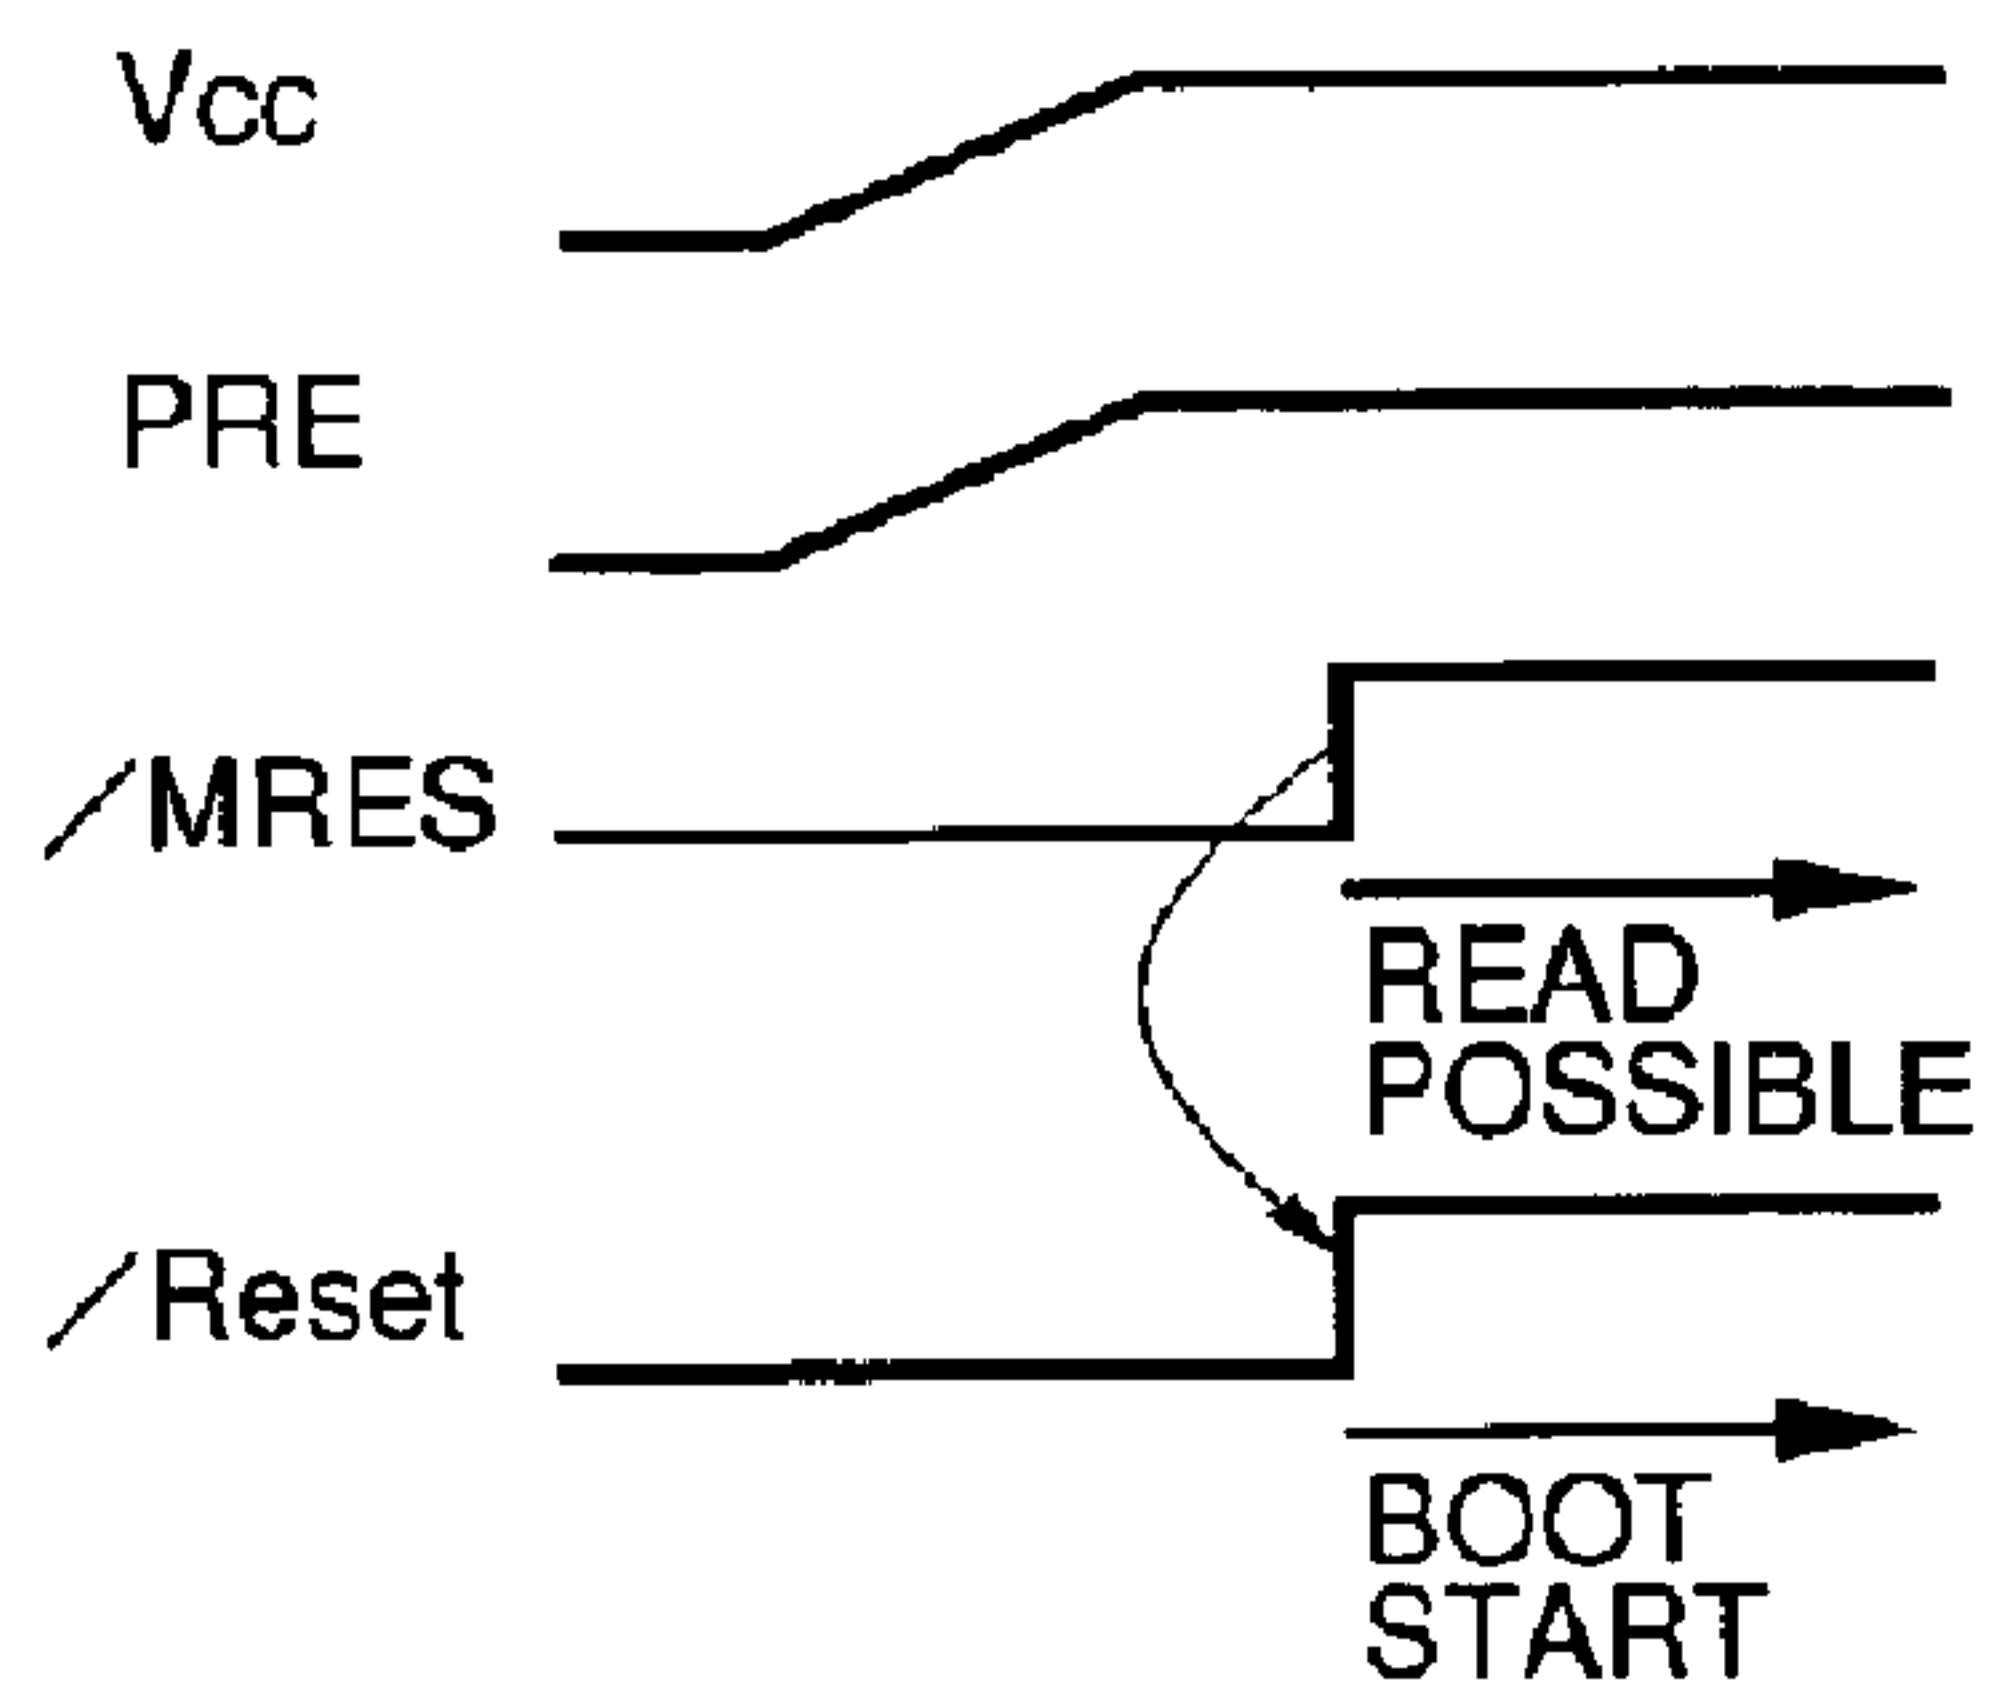 Vcc
PRE
/MRES
READ
POSSIBLE
/Reset
BOOT
START